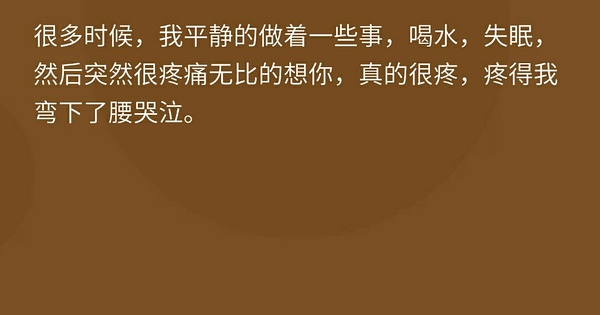 很多时候，我平静的做着一些事，喝水，失眠，
然后突然很疼痛无比的想你，真的很疼，疼得我
弯下了腰哭泣。